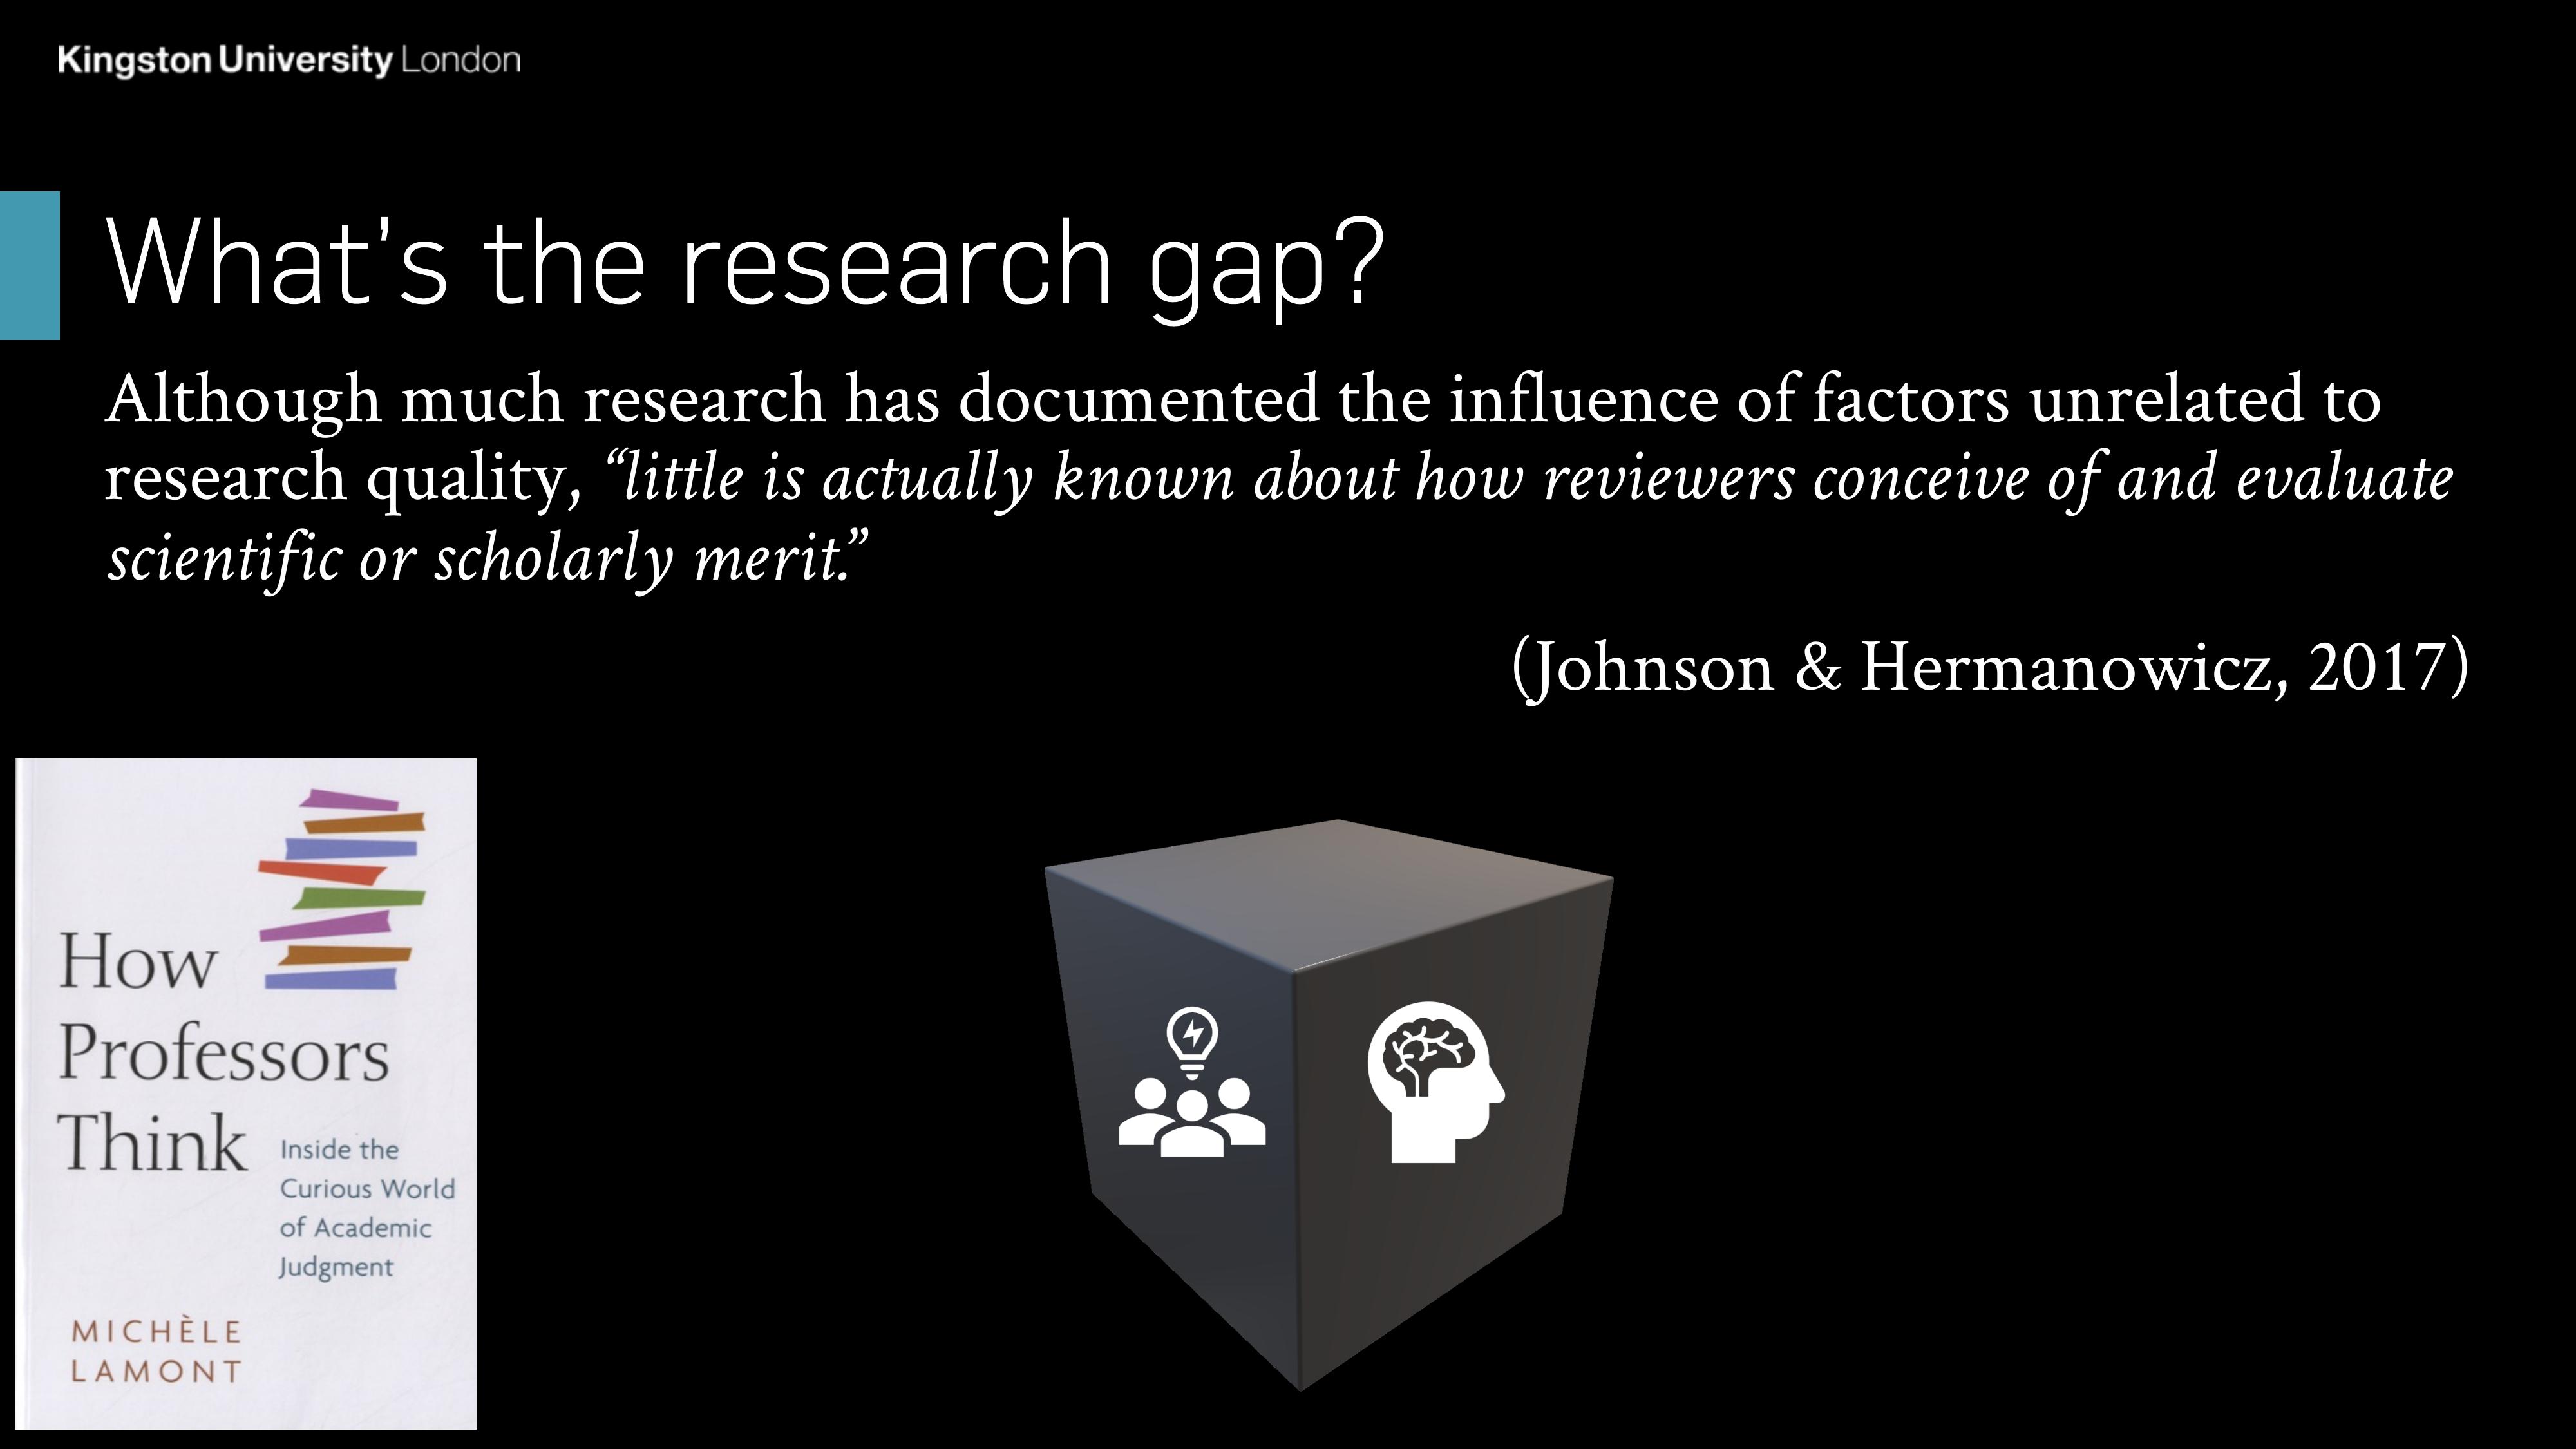 Kingston University London
What's the research gap?
Although much research has documented the influence of factors unrelated to
research quality, “little is actually known about how reviewers conceive of and evaluate
scientific or scholarly merit.”
(Johnson & Hermanowicz, 2017)
How
Professors
Think
Inside the
Curious World
of Academic
Judgment
MICHÈLE
LAMONT